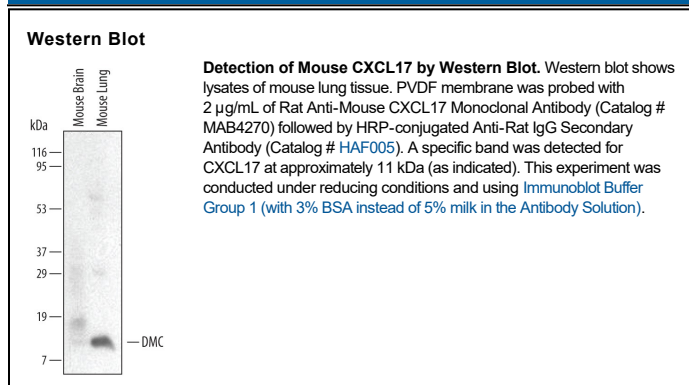 Western Blot
Mouse Brain
Mouse Lung
kDa
116
95
53
37
29
19
7
DMC
Detection of Mouse CXCL17 by Western Blot. Western blot shows
lysates of mouse lung tissue. PVDF membrane was probed with
2 µg/mL of Rat Anti-Mouse CXCL17 Monoclonal Antibody (Catalog #
MAB4270) followed by HRP-conjugated Anti-Rat IgG Secondary
Antibody (Catalog # HAF005). A specific band was detected for
CXCL17 at approximately 11 kDa (as indicated). This experiment was
conducted under reducing conditions and using Immunoblot Buffer
Group 1 (with 3% BSA instead of 5% milk in the Antibody Solution).